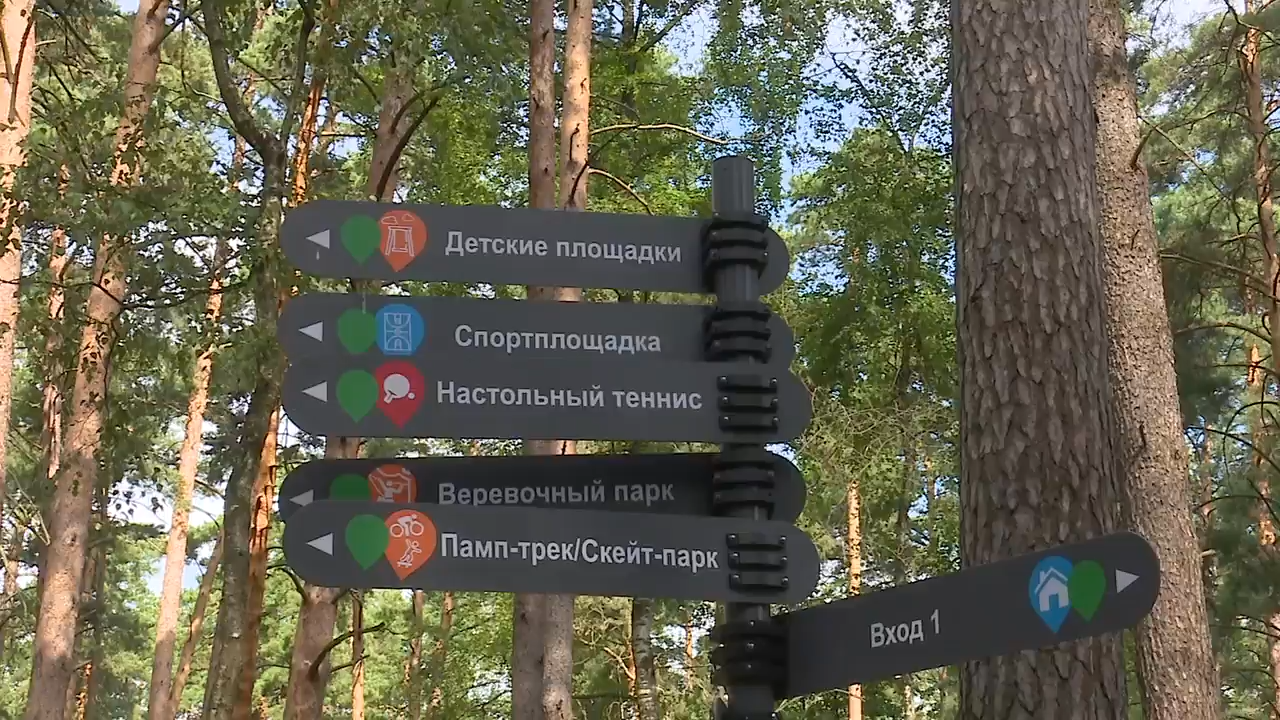 Детские площадки
Спортплощадка
Настольный теннис
Веревочный парк
Памп-трек/Скейт-парк
Вход 1